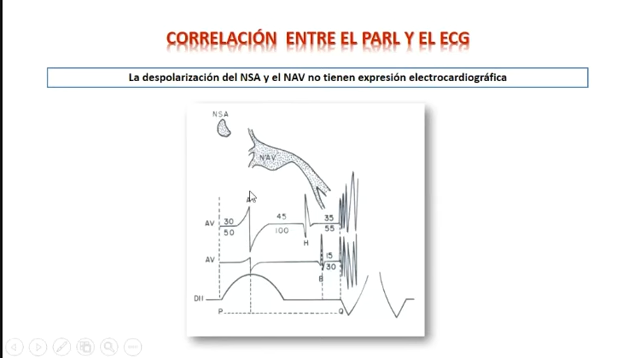 CORRELACIÓN ENTRE EL PARL Y EL ECG
La despolarización del NSA y el NAV no tienen expresión electrocardiográfica
NSA
NAV
A
AV 30 45 35
50 100 55
H
AV 15
30
B
DII
P Q